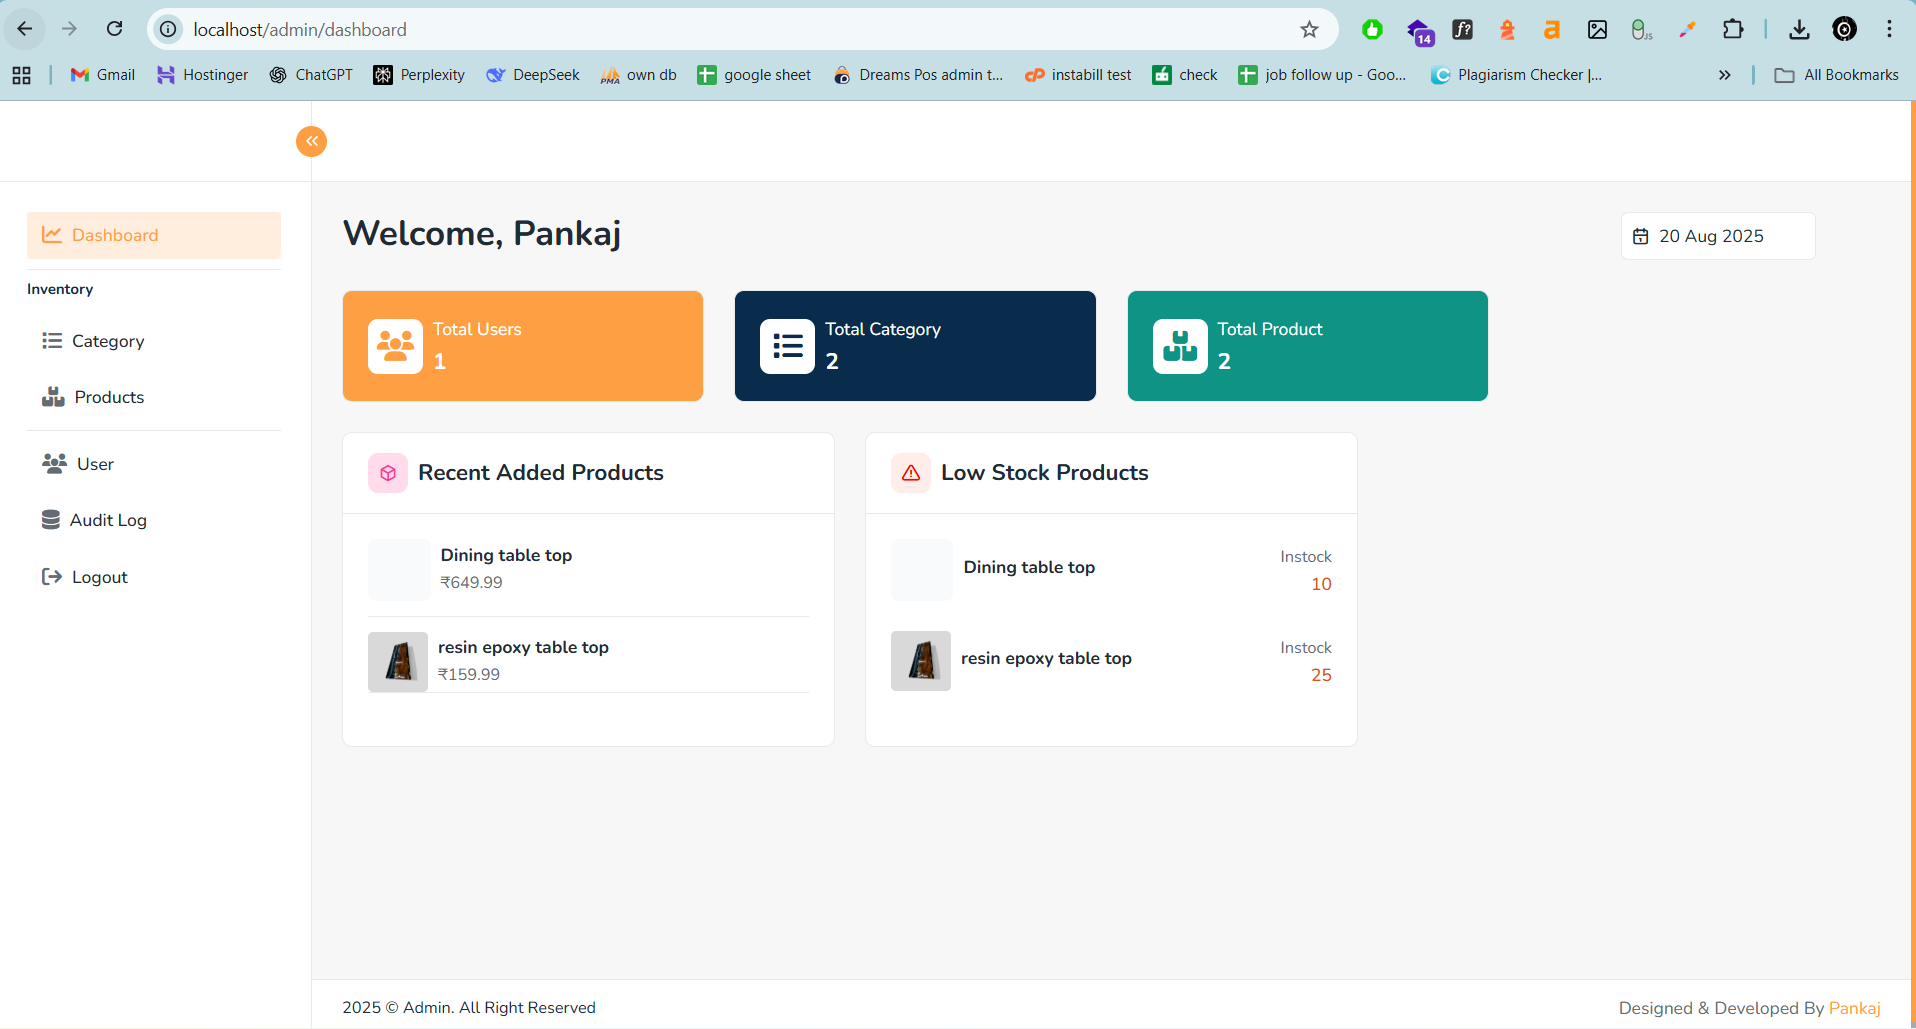 localhost/admin/dashboard
14
f?
JS
Gmail
Hostinger
ChatGPT
Perplexity
DeepSeek
PMA
own db
google sheet
Dreams Pos admin t...
instabill test
check
job follow up - Goo...
Plagiarism Checker |...
All Bookmarks
Dashboard
Inventory
Category
Products
User
Audit Log
Logout
Welcome, Pankaj
20 Aug 2025
Total Users
1
Total Category
2
Total Product
2
Recent Added Products
Dining table top
₹649.99
resin epoxy table top
₹159.99
Low Stock Products
Dining table top
Instock
10
resin epoxy table top
Instock
25
2025 © Admin. All Right Reserved
Designed & Developed By Pankaj